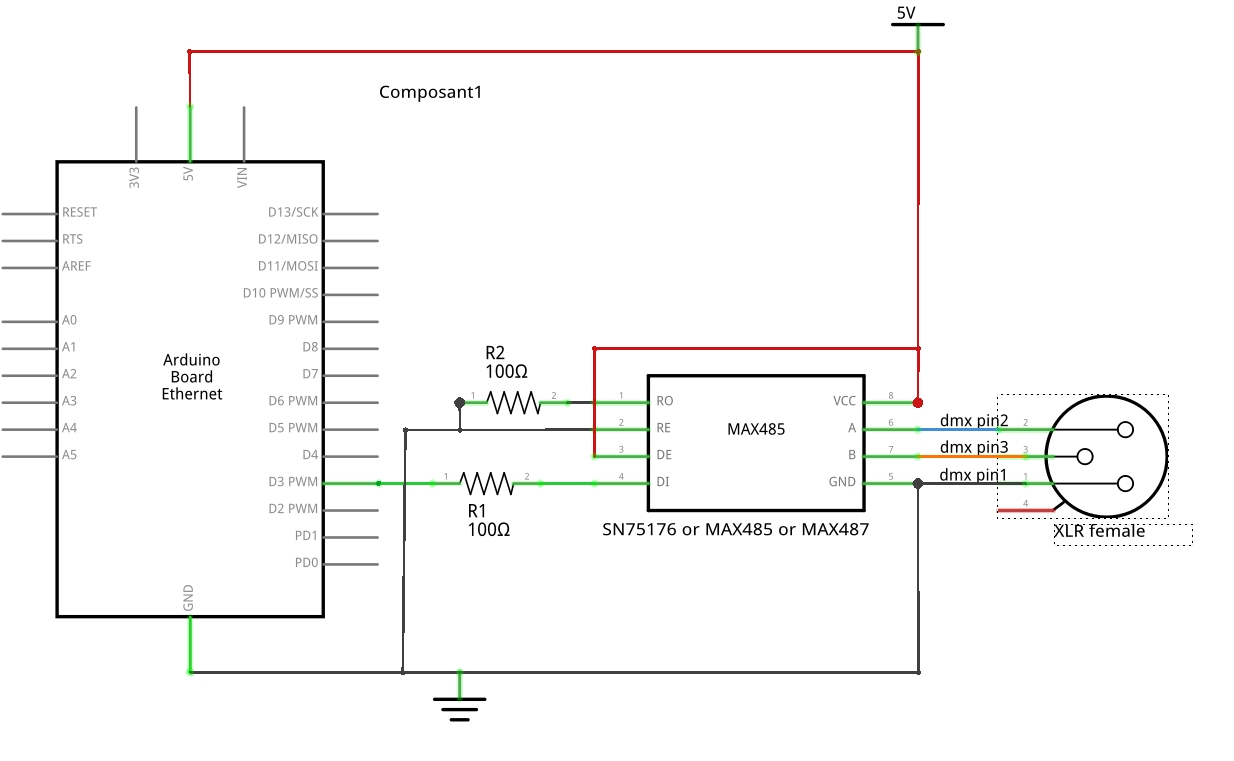 5V
Composant1
3V3
5V
VIN
RESET
RTS
AREF
A0
A1
A2
A3
A4
A5
Arduino
Board
Ethernet
D13/SCK
D12/MISO
D11/MOSI
D10 PWM/SS
D9 PWM
D8
D7
D6 PWM
D5 PWM
D4
D3 PWM
D2 PWM
PD1
PD0
GND
R2
100Ω
1
2
1
2
R1
100Ω
1
2
3
4
RO
RE
DE
DI
MAX485
VCC
A
B
GND
8
6
7
5
SN75176 or MAX485 or MAX487
dmx pin2
dmx pin3
dmx pin1
2
3
1
4
XLR female